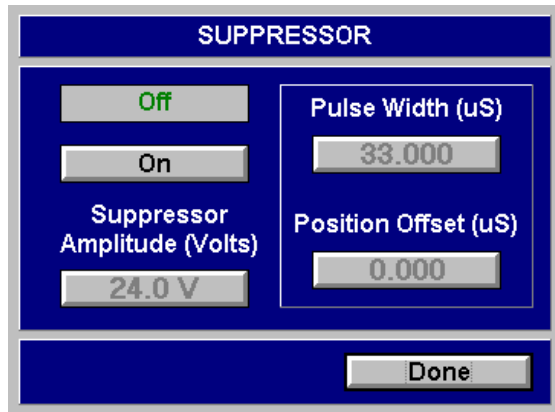 SUPPRESSOR
Off
On
Suppressor
Amplitude (Volts)
24.0 V
Pulse Width (uS)
33.000
Position Offset (uS)
0.000
Done